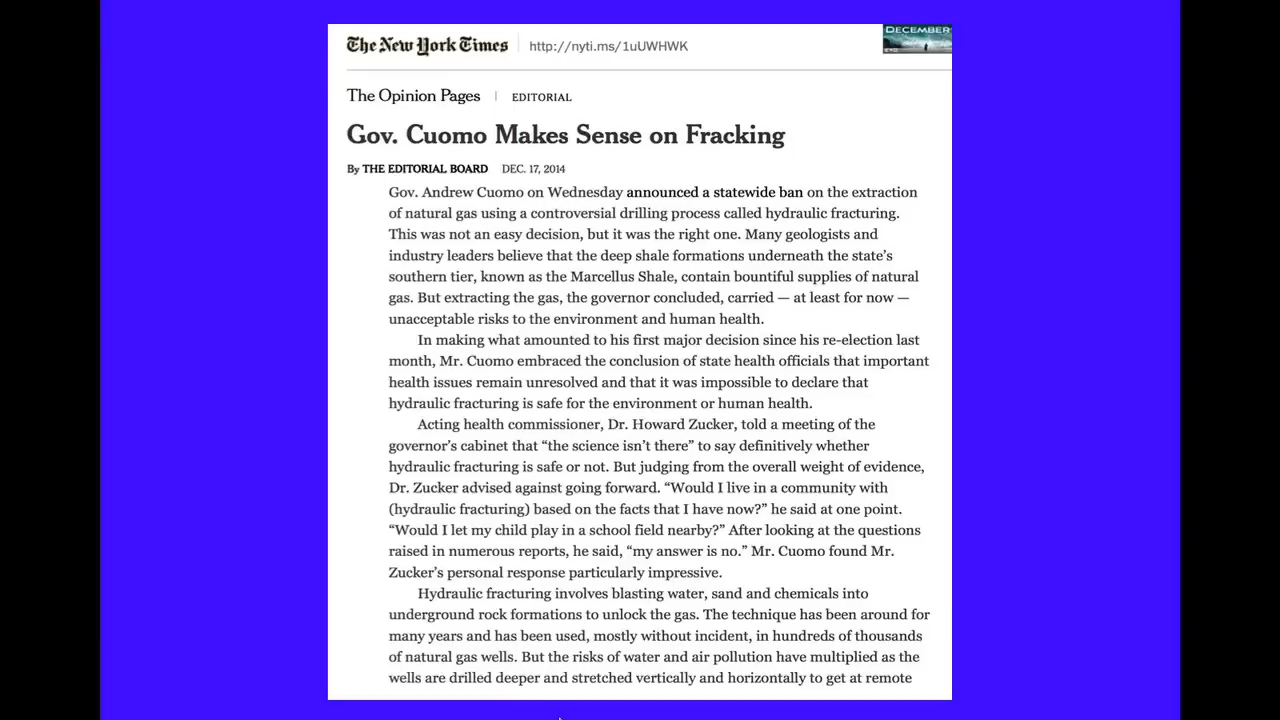 The New York Times
http://nyti.ms/1uUWHWK
DECEMBER
The Opinion Pages | EDITORIAL
Gov. Cuomo Makes Sense on Fracking
By THE EDITORIAL BOARD DEC. 17, 2014
Gov. Andrew Cuomo on Wednesday announced a statewide ban on the extraction
of natural gas using a controversial drilling process called hydraulic fracturing.
This was not an easy decision, but it was the right one. Many geologists and
industry leaders believe that the deep shale formations underneath the state’s
southern tier, known as the Marcellus Shale, contain bountiful supplies of natural
gas. But extracting the gas, the governor concluded, carried — at least for now —
unacceptable risks to the environment and human health.
In making what amounted to his first major decision since his re-election last
month, Mr. Cuomo embraced the conclusion of state health officials that important
health issues remain unresolved and that it was impossible to declare that
hydraulic fracturing is safe for the environment or human health.
Acting health commissioner, Dr. Howard Zucker, told a meeting of the
governor’s cabinet that “the science isn’t there” to say definitively whether
hydraulic fracturing is safe or not. But judging from the overall weight of evidence,
Dr. Zucker advised against going forward. “Would I live in a community with
(hydraulic fracturing) based on the facts that I have now?” he said at one point.
“Would I let my child play in a school field nearby?” After looking at the questions
raised in numerous reports, he said, “my answer is no.” Mr. Cuomo found Mr.
Zucker’s personal response particularly impressive.
Hydraulic fracturing involves blasting water, sand and chemicals into
underground rock formations to unlock the gas. The technique has been around for
many years and has been used, mostly without incident, in hundreds of thousands
of natural gas wells. But the risks of water and air pollution have multiplied as the
wells are drilled deeper and stretched vertically and horizontally to get at remote